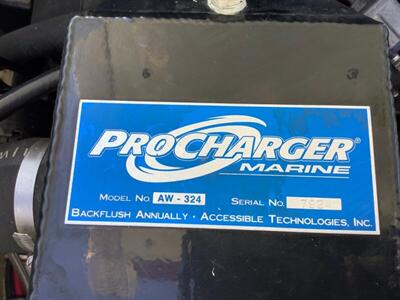 PROCHARGER®
MARINE
MODEL NO. AW - 324 SERIAL NO.
BACKFLUSH ANNUALLY · ACCESSIBLE TECHNOLOGIES, INC.